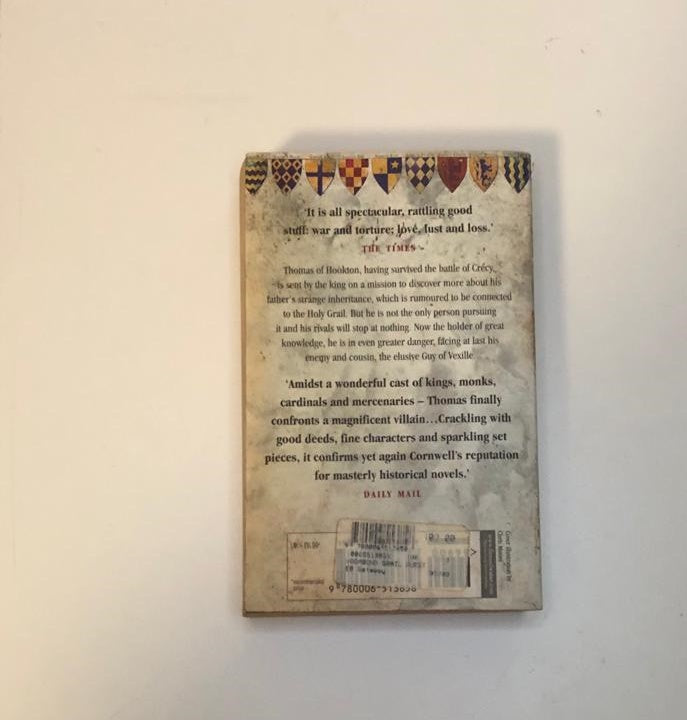 'It is all spectacular, rattling good
stuff: war and torture; love, lust and loss.'
THE TIMES
Thomas of Hookton, having survived the battle of Crécy,
is sent by the king on a mission to discover more about his
father's strange inheritance, which is rumoured to be connected
to the Holy Grail. But he is not the only person pursuing
it and his rivals will stop at nothing. Now the holder of great
knowledge, he is in even greater danger, facing at last his
enemy and cousin, the elusive Guy of Vexille.
'Amidst a wonderful cast of kings, monks,
cardinals and mercenaries – Thomas finally
confronts a magnificent villain…Crackling with
good deeds, fine characters and sparkling set
pieces, it confirms yet again Cornwell's reputation
for masterly historical novels.'
DAILY MAIL
Cover illustration by